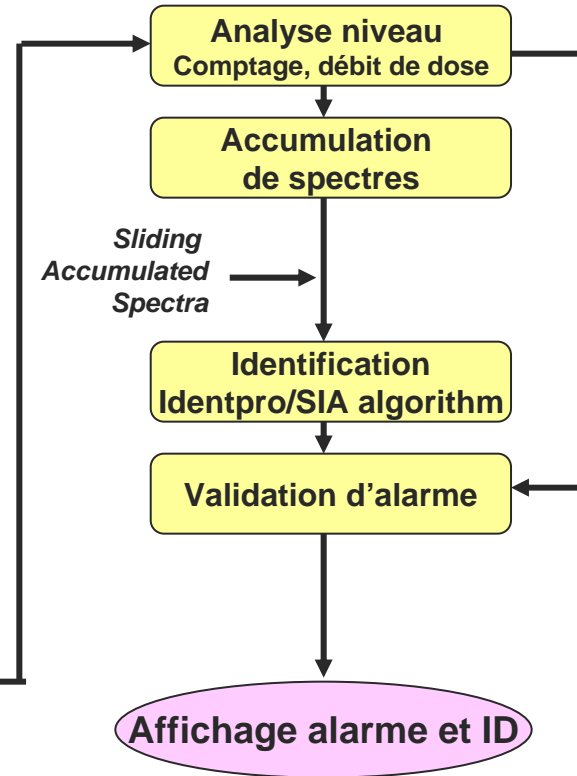 Analyse niveau
Comptage, débit de dose
Accumulation
de spectres
Sliding
Accumulated
Spectra
Identification
Identpro/SIA algorithm
Validation d'alarme
Affichage alarme et ID